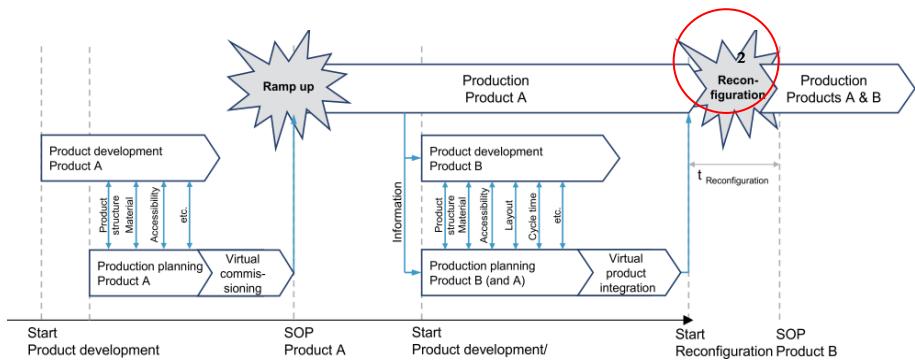 2
Ramp up
Production
Product A
Recon-
figuration
Production
Products A & B
Product development
Product A
Product
structure
Material
Accessibility
etc.
Production planning
Product A
Virtual
commis-
sioning
Information
Product development
Product B
Product
structure
Material
Accessibility
Layout
Cycle time
etc.
Production planning
Product B (and A)
Virtual
product
integration
t Reconfiguration
Start
Product development
SOP
Product A
Start
Product development/
Start
Reconfiguration
SOP
Product B